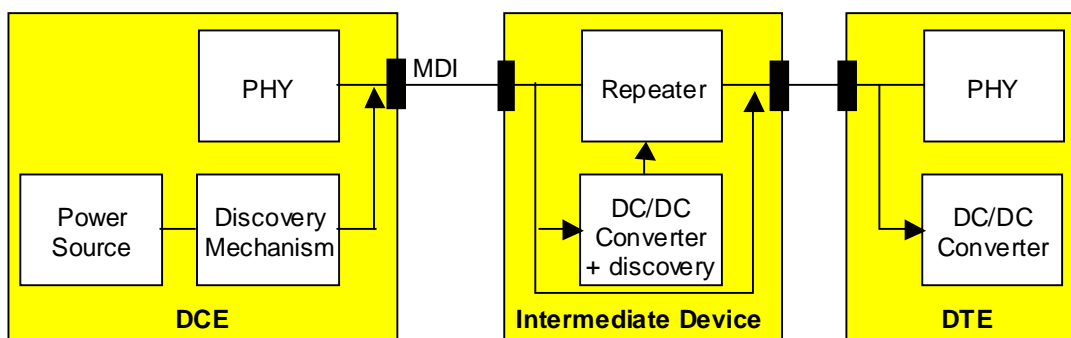 PHY
MDI
Power
Source
Discovery
Mechanism
DCE
Repeater
DC/DC
Converter
+ discovery
Intermediate Device
PHY
DC/DC
Converter
DTE